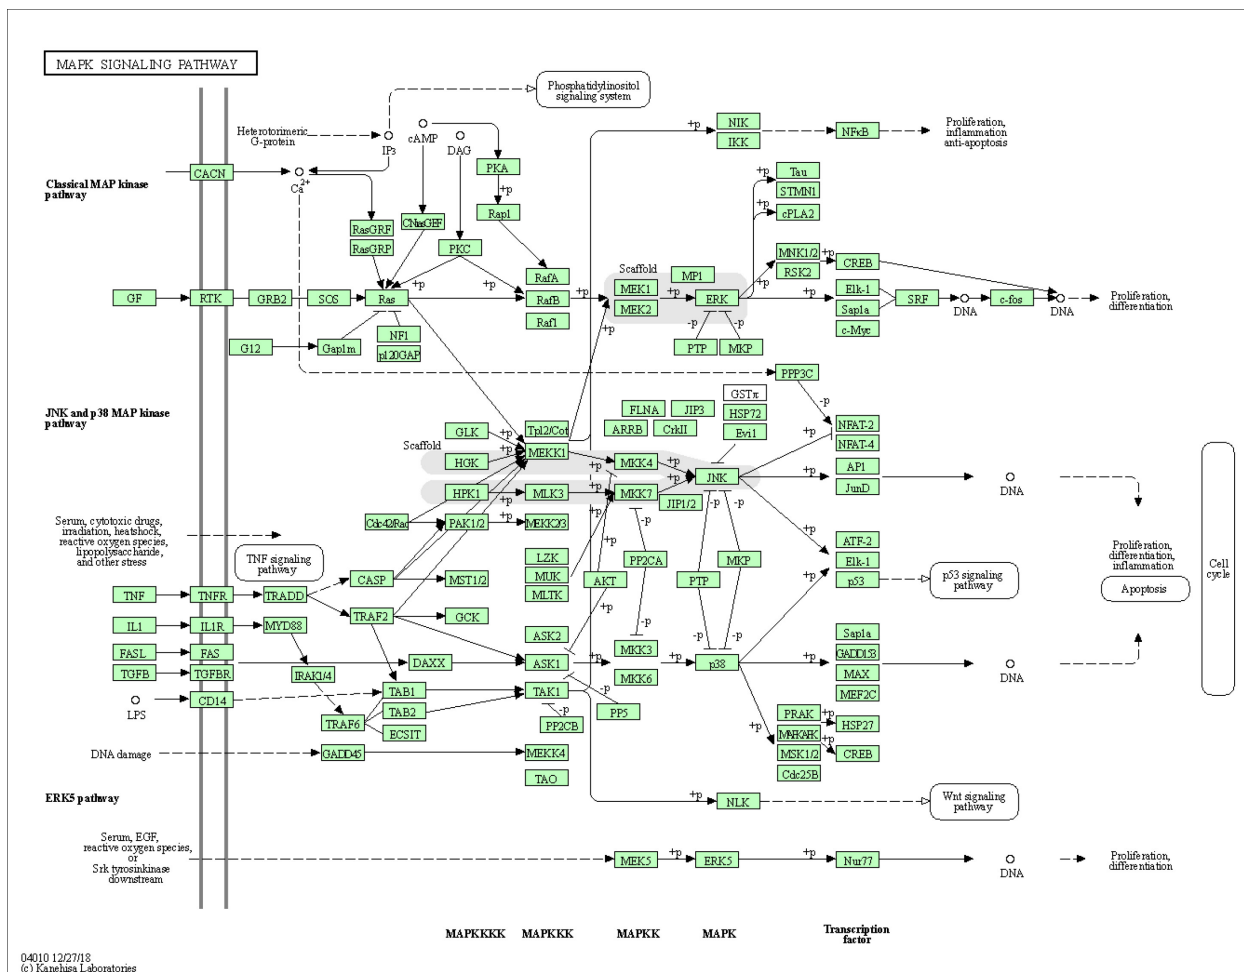 MAPK SIGNALING PATHWAY
Phosphatidylinositol
signaling system
Heterotorimeric
G-protein
IP3
cAMP
DAG
+p
NIK
IKK
NFκB
Proliferation,
inflammation
anti-apoptosis
Classical MAP kinase
pathway
CACN
Ca2+
PKA
+p
Rap1
Tau
STMN1
+p
cPLA2
RasGRF
RasGRP
CNrasGEF
PKC
MNK1/2
RSK2
+p
+p
CREB
GF
RTK
GRB2
SOS
Ras
+p
+p
RafA
RafB
Raf1
+p
+p
Scaffold
MEK1
MEK2
MP1
+p
ERK
+p
Elk-1
Sap1a
c-Myc
SRF
DNA
c-fos
DNA
Proliferation,
differentiation
G12
Gap1m
NF1
p120GAP
-p
-p
PTP
MKP
PPP3C
-p
JNK and p38 MAP kinase
pathway
GSTπ
HSP72
Evi1
FLNA
JIP3
ARRB
CrkII
NFAT-2
NFAT-4
+p
Scaffold
GLK
HGK
+p
+p
Tpl2/Cot
MEKK1
+p
MKK4
+p
JNK
+p
AP1
JunD
DNA
HPK1
+p
MLK3
+p
+p
MKK7
+p
JIP1/2
Cdc42/Rac
PAK1/2
+p
MEKK2/3
-p
-p
-p
Serum, cytotoxic drugs,
irradiation, heatshock,
reactive oxygen species,
lipopolysaccharide,
and other stress
TNF signaling
pathway
LZK
MUK
MLTK
+p
AKT
PP2CA
PTP
MKP
ATF-2
Elk-1
p53
+p
p53 signaling
pathway
Proliferation,
differentiation,
inflammation
Apoptosis
Cell
cycle
CASP
MST1/2
TNF
TNFR
TRADD
TRAF2
GCK
+p
-p
-p
-p
IL1
IL1R
MYD88
ASK2
ASK1
+p
MKK3
MKK6
+p
p38
+p
Sap1a
GADD153
MAX
MEF2C
DNA
FASL
FAS
TGFB
TGFBR
DAXX
IRAK1/4
LPS
CD14
TAB1
TAB2
ECSIT
TRAF6
TAK1
-p
PP2CB
-p
PP5
+p
PRAK
MAPKAPK
MSK1/2
Cdc25B
+p
+p
HSP27
CREB
DNA damage
GADD45
MEKK4
TAO
ERK5 pathway
+p
NLK
Wnt signaling
pathway
Serum, EGF,
reactive oxygen species,
or
Srk tyrosinkinase
downstream
MEK5
+p
ERK5
+p
Nur77
DNA
Proliferation,
differentiation
MAPKKKK
MAPKKK
MAPKK
MAPK
Transcription
factor
04010 12/27/18
(c) Kanehisa Laboratories